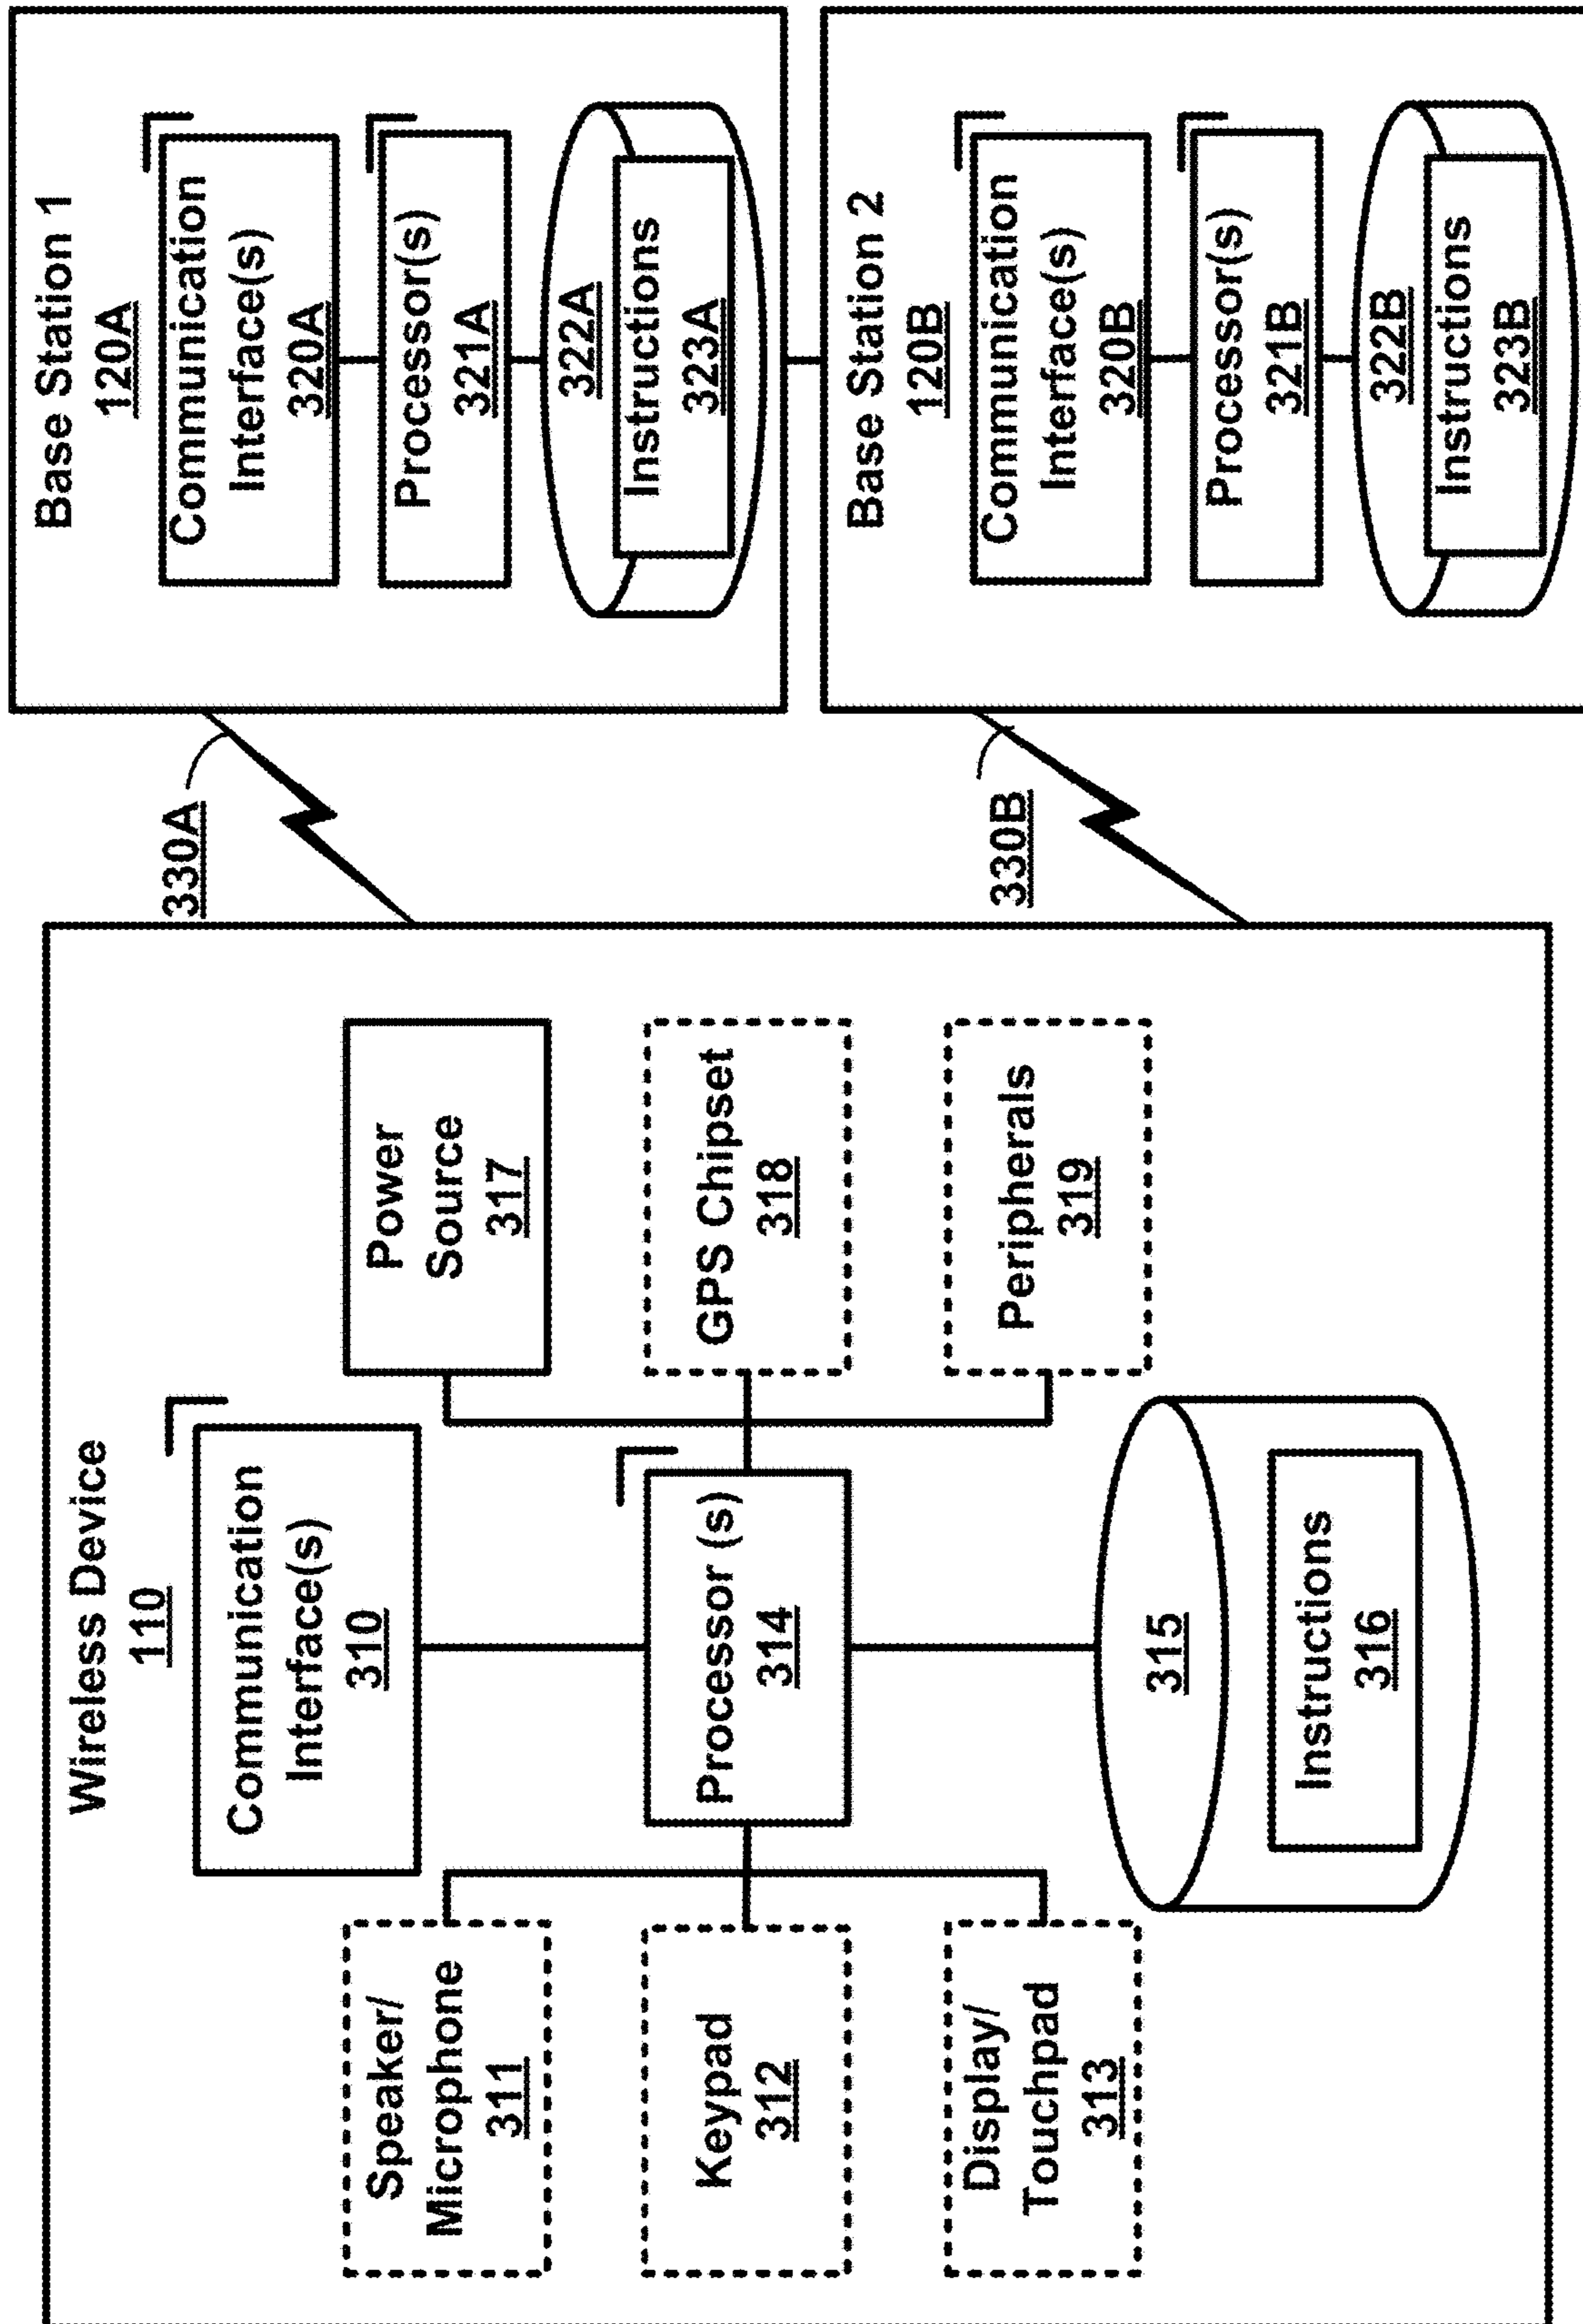 Wireless Device
110
Communication
Interface(s)
310
Speaker/
Microphone
311
Keypad
312
Display/
Touchpad
313
Processor (s)
314
Power
Source
317
GPS Chipset
318
Peripherals
319
315
Instructions
316
330A
330B
Base Station 1
120A
Communication
Interface(s)
320A
Processor(s)
321A
322A
Instructions
323A
Base Station 2
120B
Communication
Interface(s)
320B
Processor(s)
321B
322B
Instructions
323B